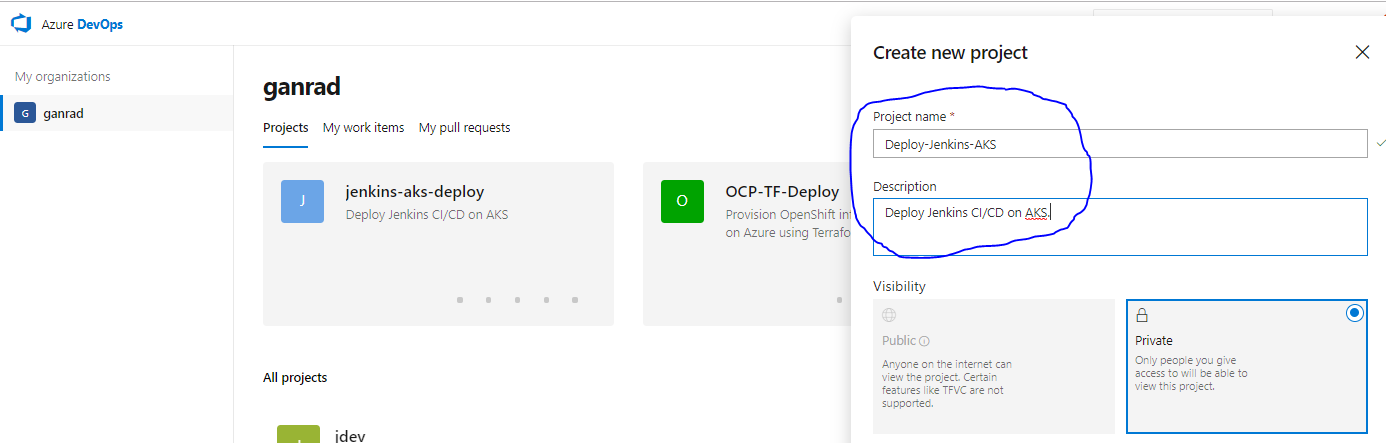 Azure DevOps
My organizations
G
ganrad
ganrad
Projects
My work items
My pull requests
J
jenkins-aks-deploy
Deploy Jenkins CI/CD on AKS
O
OCP-TF-Deploy
Provision OpenShift
on Azure using
All projects
jdev
Create new project
Project name *
Deploy-Jenkins-AKS
Description
Deploy Jenkins CI/CD on AKS.
Visibility
Public
Anyone on the internet can
view the project. Certain
features like TFVC are not
supported.
Private
Only people you give
access to will be able to
view this project.